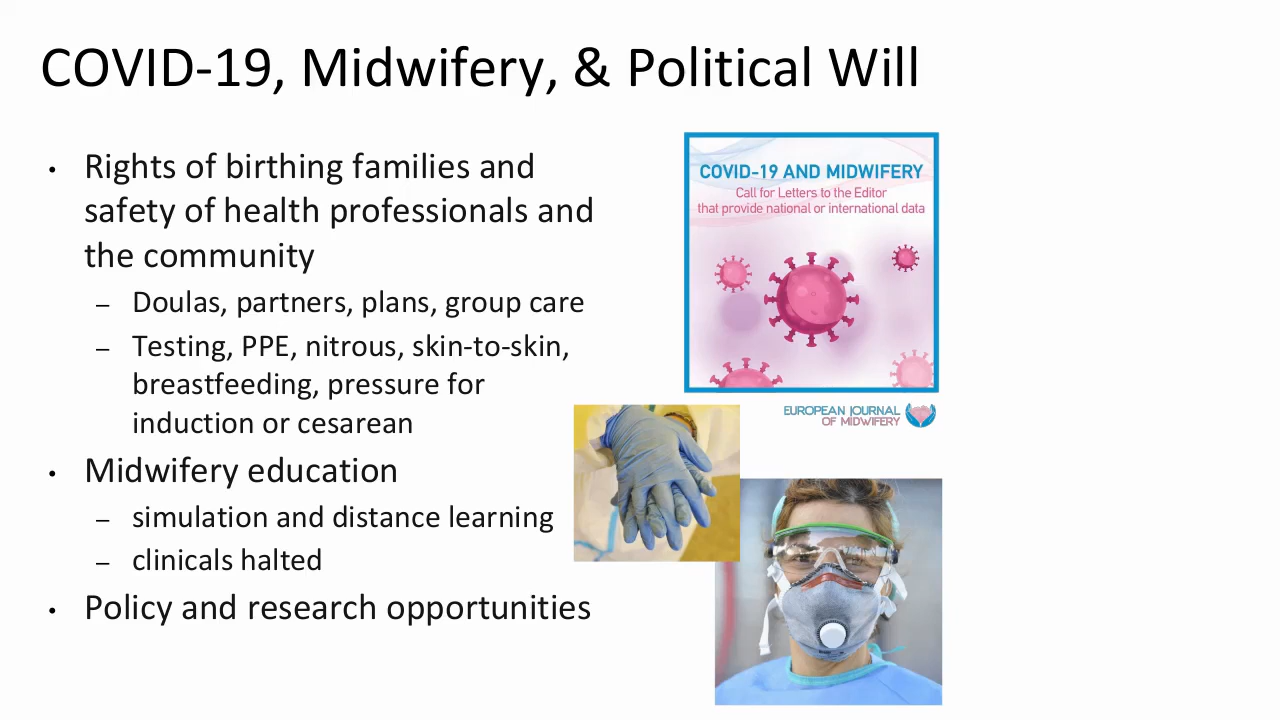 COVID-19, Midwifery, & Political Will
• Rights of birthing families and
safety of health professionals and
the community
– Doulas, partners, plans, group care
– Testing, PPE, nitrous, skin-to-skin,
breastfeeding, pressure for
induction or cesarean
• Midwifery education
– simulation and distance learning
– clinicals halted
• Policy and research opportunities
COVID-19 AND MIDWIFERY
Call for Letters to the Editor
that provide national or international data
EUROPEAN JOURNAL
OF MIDWIFERY